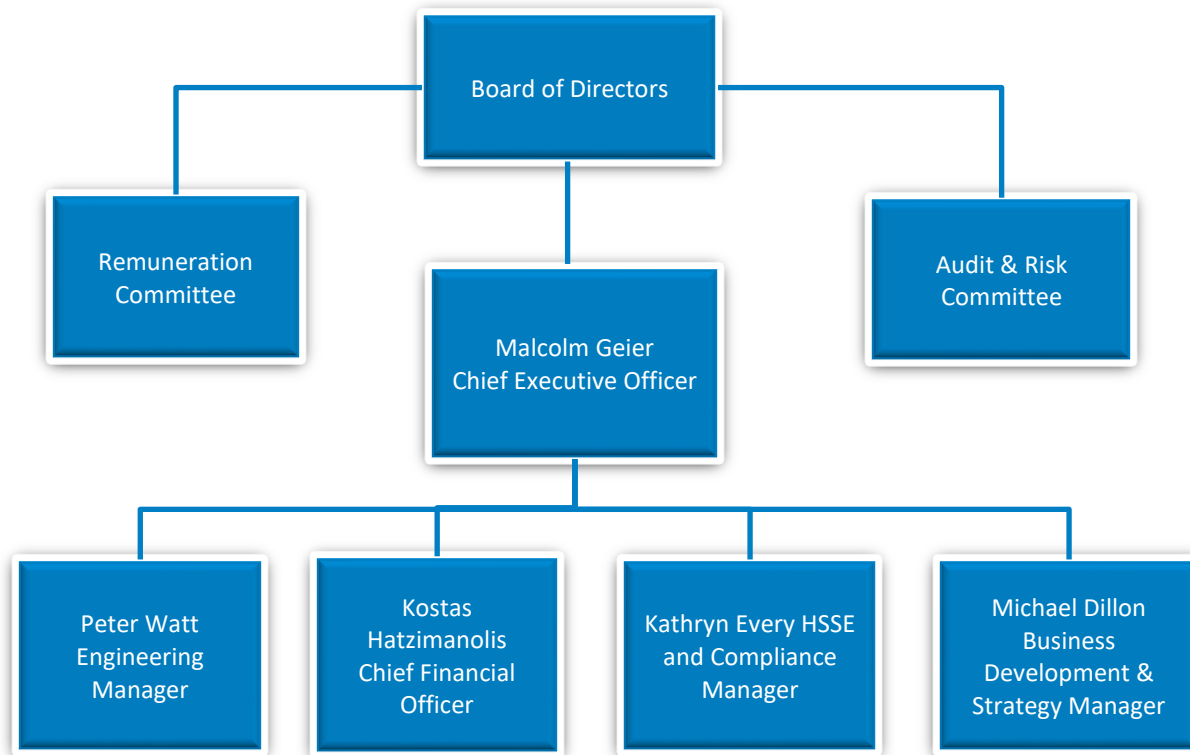 Board of Directors
Remuneration
Committee
Audit & Risk
Committee
Malcolm Geier
Chief Executive Officer
Peter Watt
Engineering
Manager
Kostas
Hatzimanolis
Chief Financial
Officer
Kathryn Every HSSE
and Compliance
Manager
Michael Dillon
Business
Development &
Strategy Manager